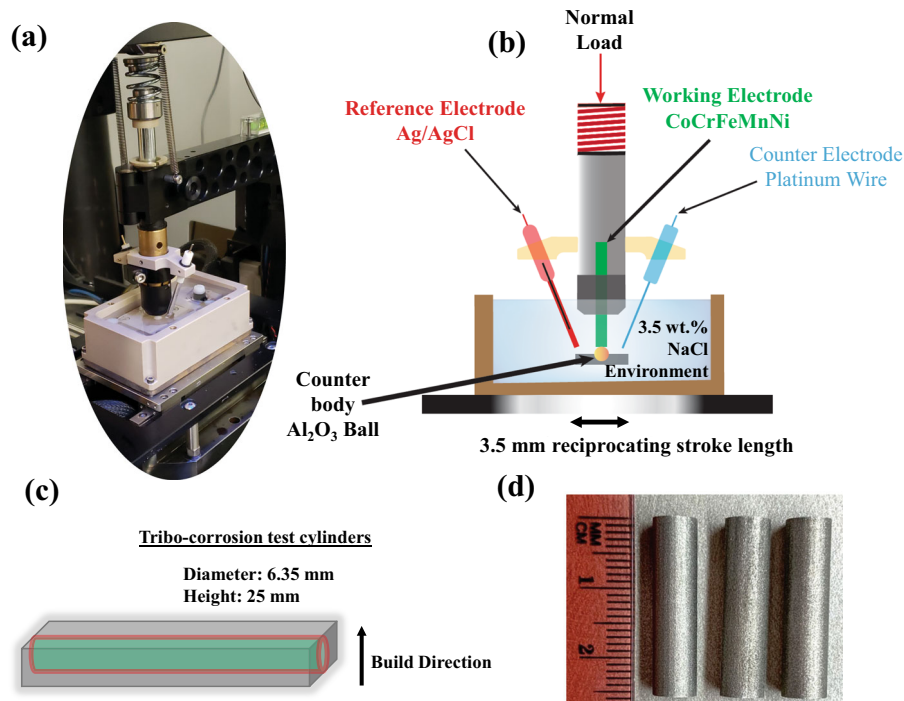 (a)
(b)
Normal
Load
Reference Electrode
Ag/AgCl
Working Electrode
CoCrFeMnNi
Counter Electrode
Platinum Wire
3.5 wt.%
NaCl
Environment
Counter
body
Al₂O₃ Ball
3.5 mm reciprocating stroke length
(c)
Tribo-corrosion test cylinders
Diameter: 6.35 mm
Height: 25 mm
Build Direction
(d)
MM
CM
1
2